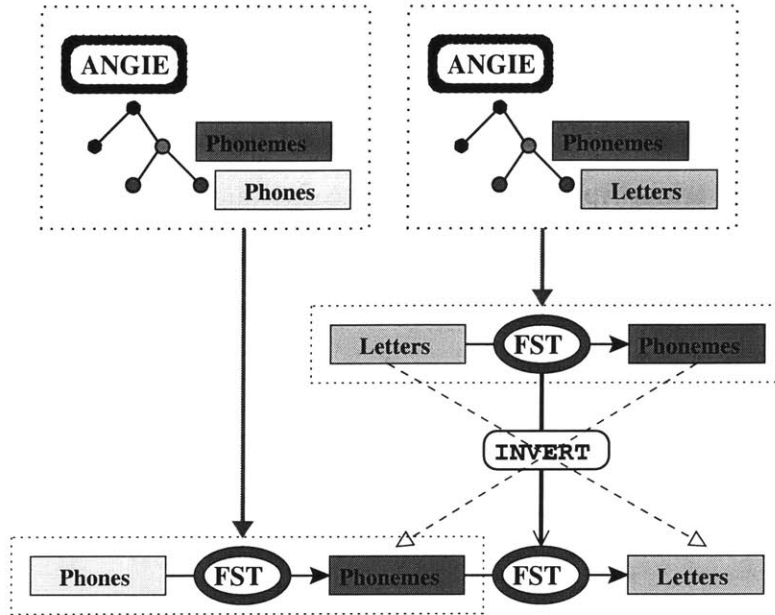 ANGIE
Phonemes
Phones
ANGIE
Phonemes
Letters
Letters FST Phonemes
INVERT
Phones FST Phonemes FST Letters